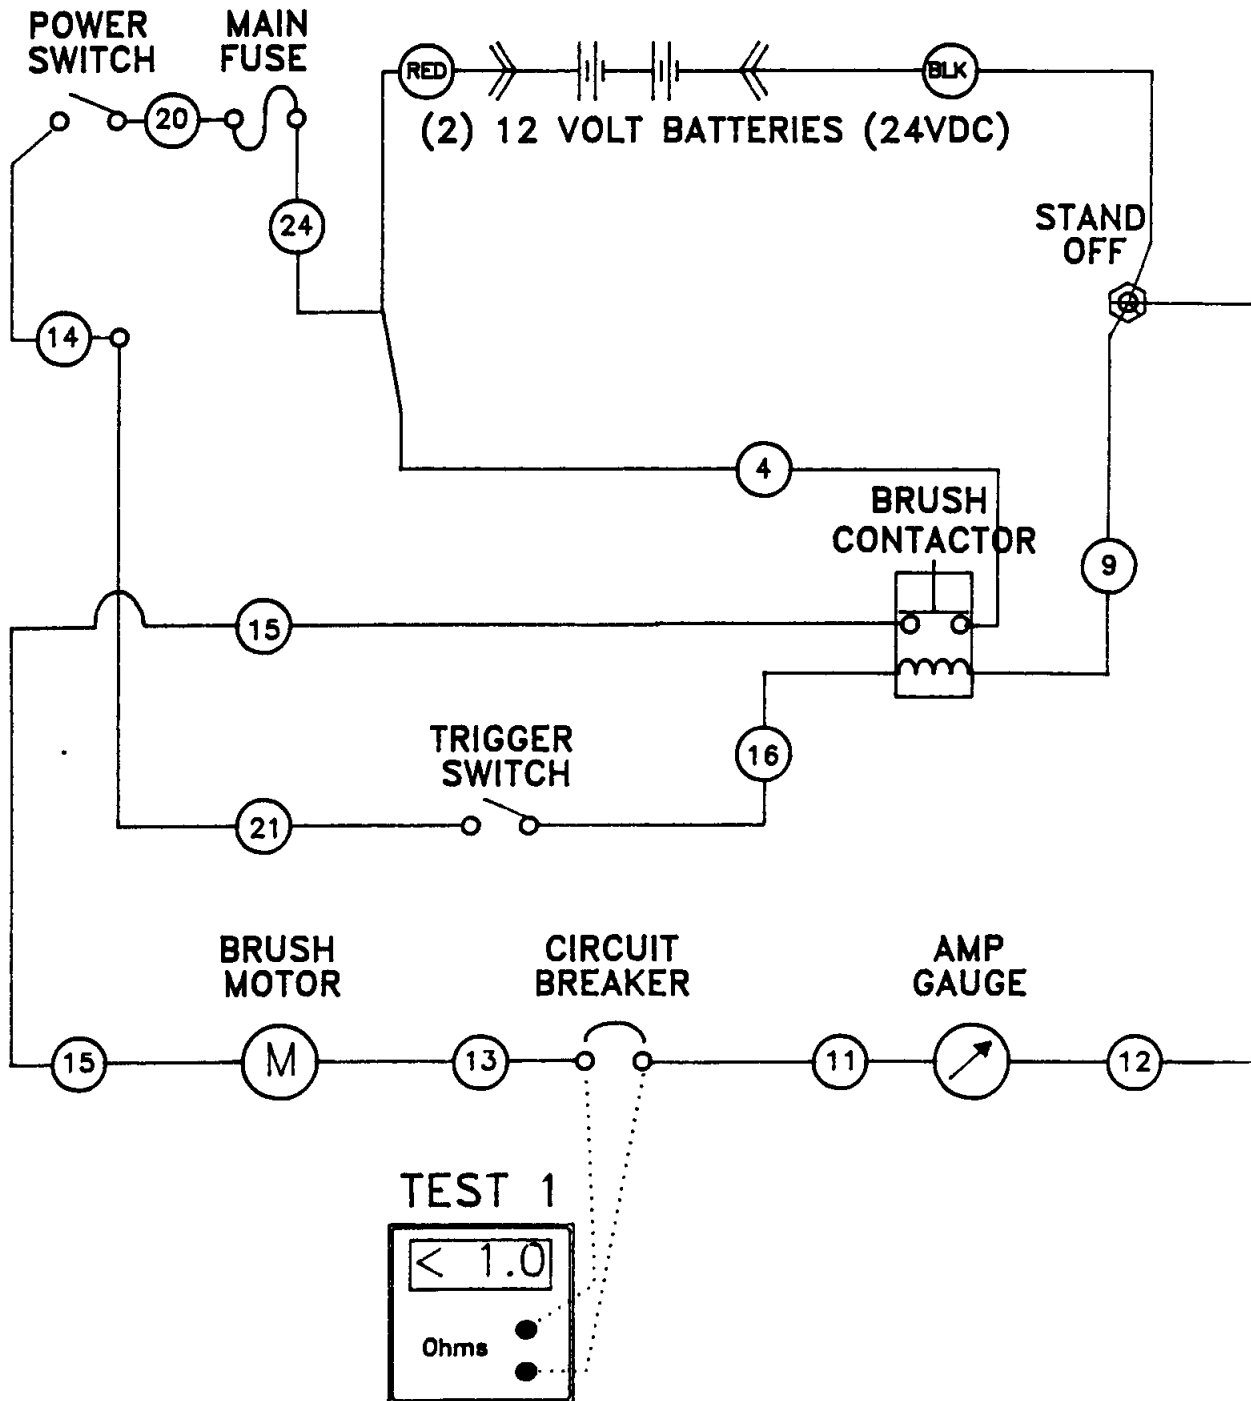 POWER
SWITCH
MAIN
FUSE
RED
BLK
20
(2) 12 VOLT BATTERIES (24VDC)
24
STAND
OFF
14
4
BRUSH
CONTACTOR
9
15
16
TRIGGER
SWITCH
21
BRUSH
MOTOR
CIRCUIT
BREAKER
AMP
GAUGE
15
M
13
11
12
TEST 1
< 1.0
Ohms